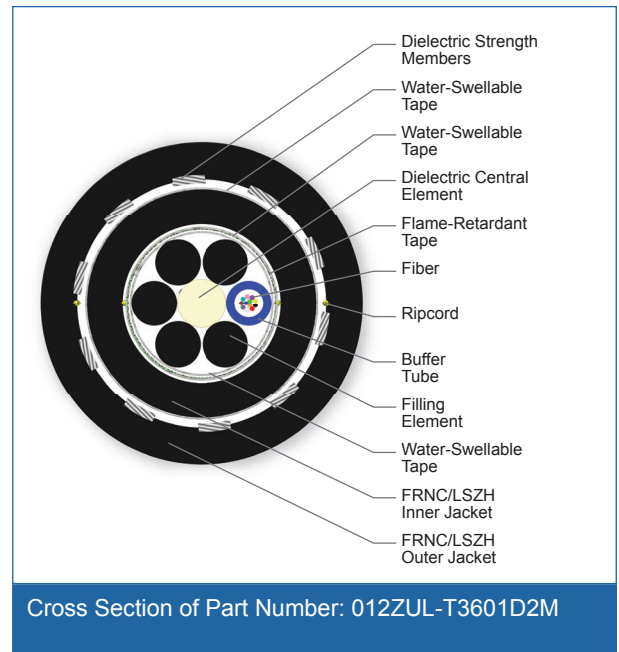 Dielectric Strength
Members
Water-Swellable
Tape
Water-Swellable
Tape
Dielectric Central
Element
Flame-Retardant
Tape
Fiber
Ripcord
Buffer
Tube
Filling
Element
Water-Swellable
Tape
FRNC/LSZH
Inner Jacket
FRNC/LSZH
Outer Jacket
Cross Section of Part Number: 012ZUL-T3601D2M